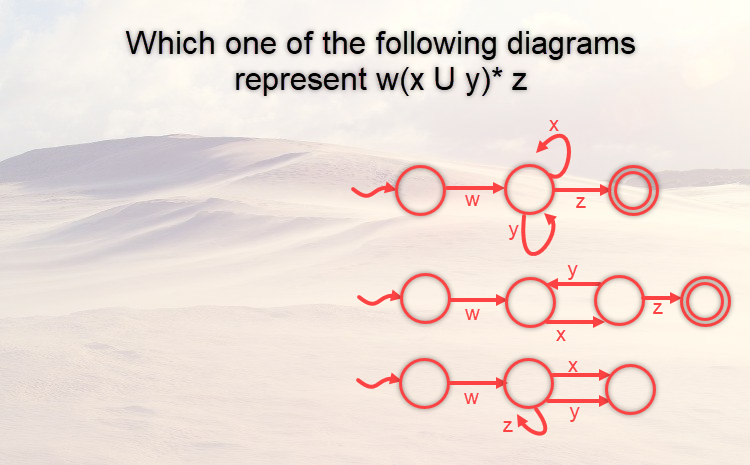 Which one of the following diagrams
represent w(x U y)* z
x
w
z
y
y
w
z
x
x
w
y
z